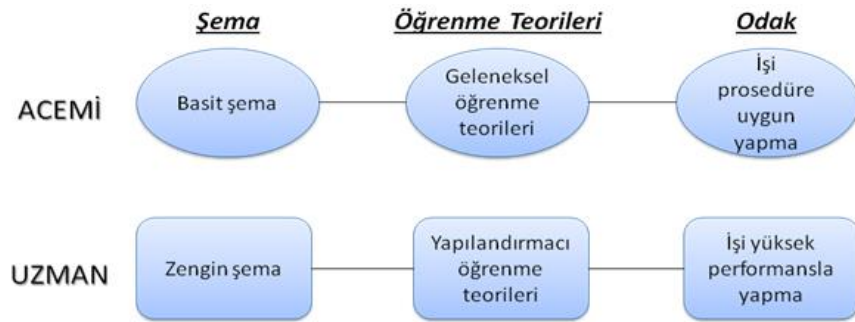 Şema Öğrenme Teorileri Odak
ACEMİ
Basit şema
Geleneksel
öğrenme
teorileri
İşi
prosedüre
uygun
yapma
UZMAN
Zengin şema
Yapılandırmacı
öğrenme
teorileri
İşi yüksek
performansla
yapma